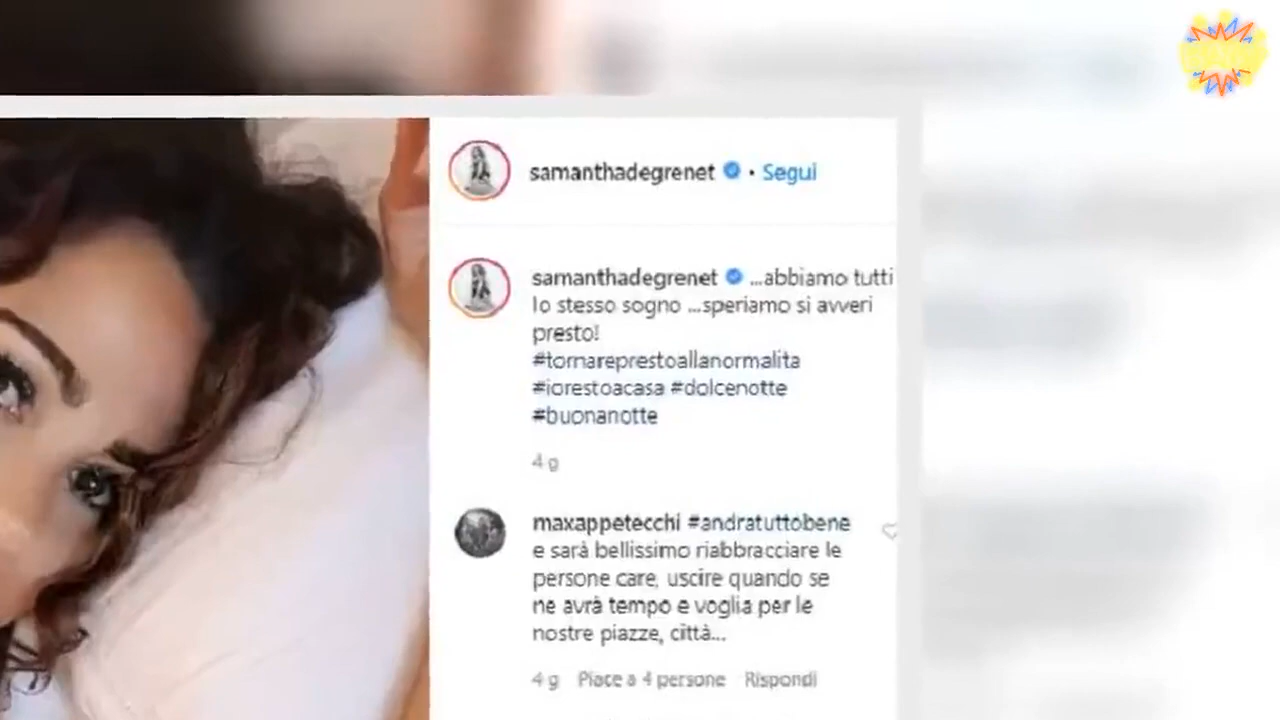 samanthadegrenet • Segui
samanthadegrenet ...abbiamo tutti
lo stesso sogno ...speriamo si avveri
presto!
#tornareprestoallanormalita
#iorestoacasa #dolcenotte
#buonanotte
4 g
maxappetecchi #andratuttobene
e sarà bellissimo riabbracciare le
persone care, uscire quando se
ne avrà tempo e voglia per le
nostre piazze, città...
4 g Piace a 4 persone Rispondi